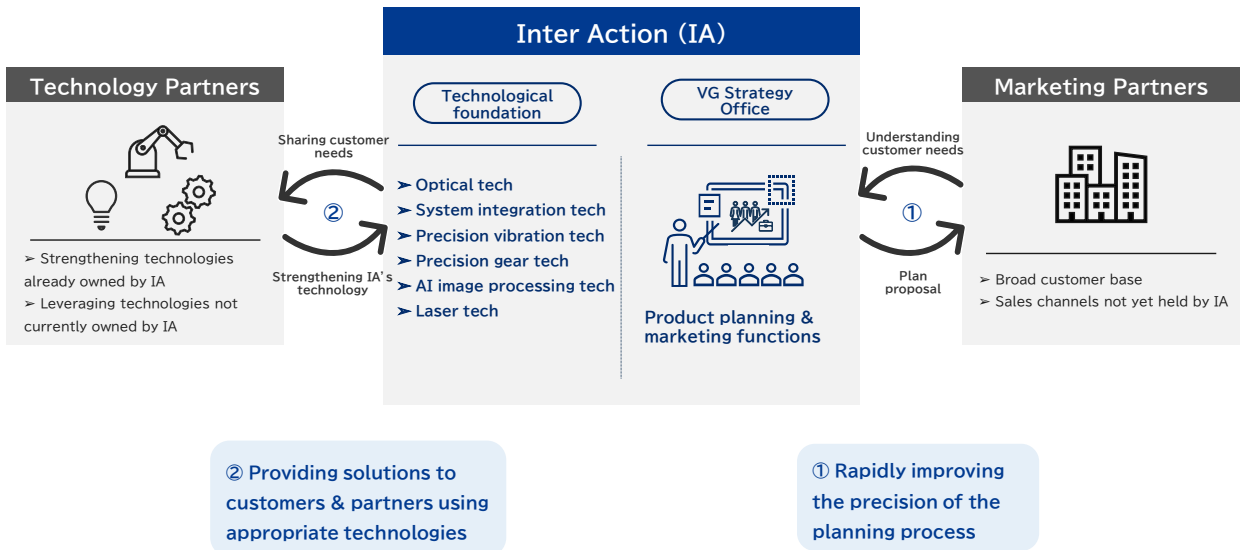 Inter Action (IA)
Technology Partners
➢ Strengthening technologies
already owned by IA
➢ Leveraging technologies not
currently owned by IA
Sharing customer
needs
②
Strengthening IA's
technology
Technological
foundation
➢ Optical tech
➢ System integration tech
➢ Precision vibration tech
➢ Precision gear tech
➢ AI image processing tech
➢ Laser tech
VG Strategy
Office
Product planning &
marketing functions
Understanding
customer needs
①
Plan
proposal
Marketing Partners
➢ Broad customer base
➢ Sales channels not yet held by IA
② Providing solutions to
customers & partners using
appropriate technologies
① Rapidly improving
the precision of the
planning process